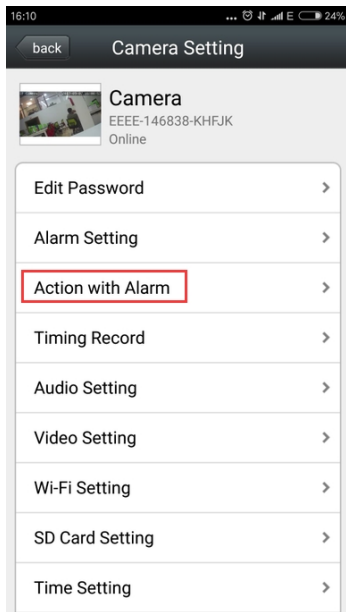 16:10
... E 24%
back
Camera Setting
Camera
EEEE-146838-KHFJK
Online
Edit Password
Alarm Setting
Action with Alarm
Timing Record
Audio Setting
Video Setting
Wi-Fi Setting
SD Card Setting
Time Setting